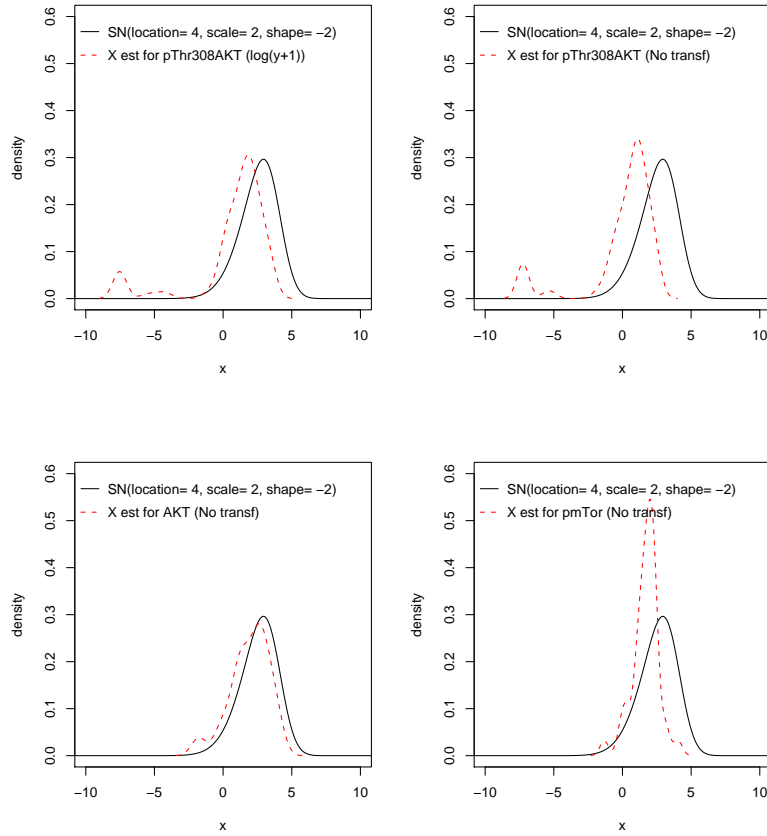 SN(location= 4, scale= 2, shape= −2)
X est for pThr308AKT (log(y+1))
density
0.0 0.1 0.2 0.3 0.4 0.5 0.6
−10 −5 0 5 10
x
SN(location= 4, scale= 2, shape= −2)
X est for pThr308AKT (No transf)
density
0.0 0.1 0.2 0.3 0.4 0.5 0.6
−10 −5 0 5 10
x
SN(location= 4, scale= 2, shape= −2)
X est for AKT (No transf)
density
0.0 0.1 0.2 0.3 0.4 0.5 0.6
−10 −5 0 5 10
x
SN(location= 4, scale= 2, shape= −2)
X est for pmTor (No transf)
density
0.0 0.1 0.2 0.3 0.4 0.5 0.6
−10 −5 0 5 10
x